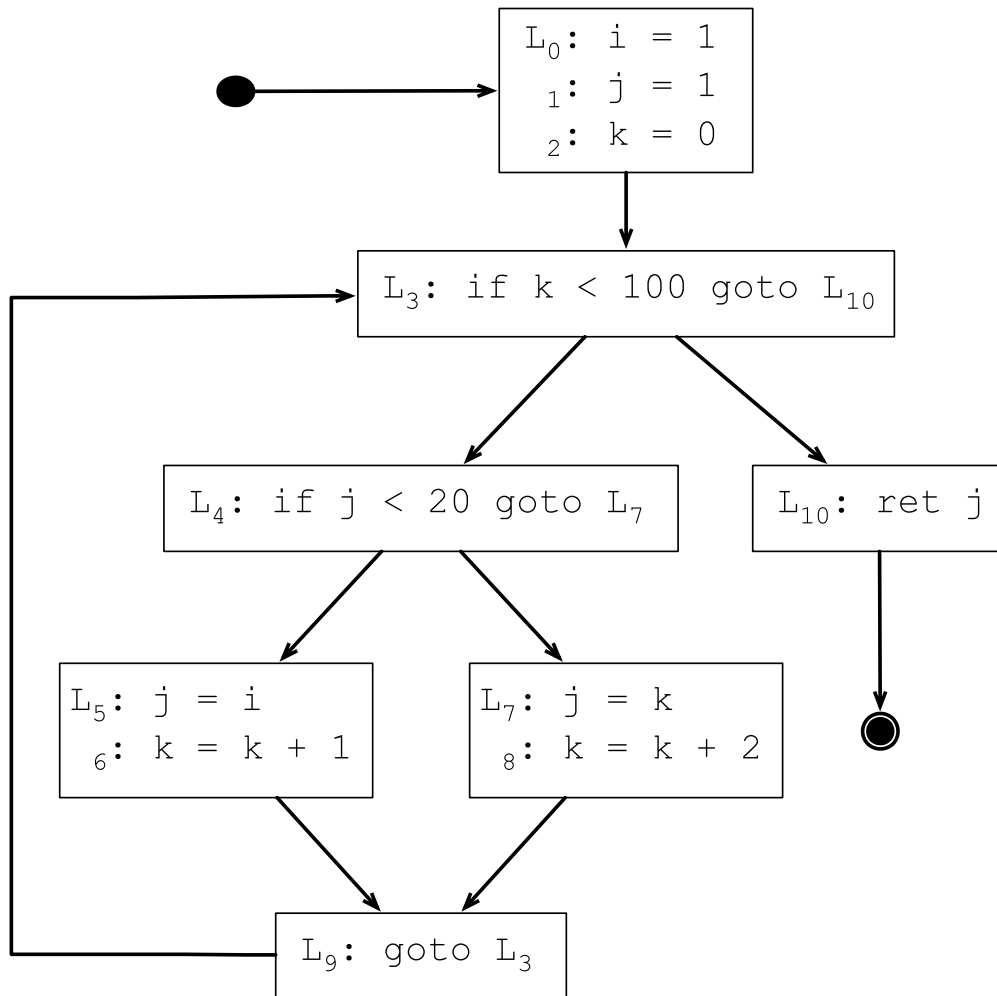 L₀: i = 1
₁: j = 1
₂: k = 0
L₃: if k < 100 goto L₁₀
L₄: if j < 20 goto L₇
L₁₀: ret j
L₅: j = i
₆: k = k + 1
L₇: j = k
₈: k = k + 2
L₉: goto L₃